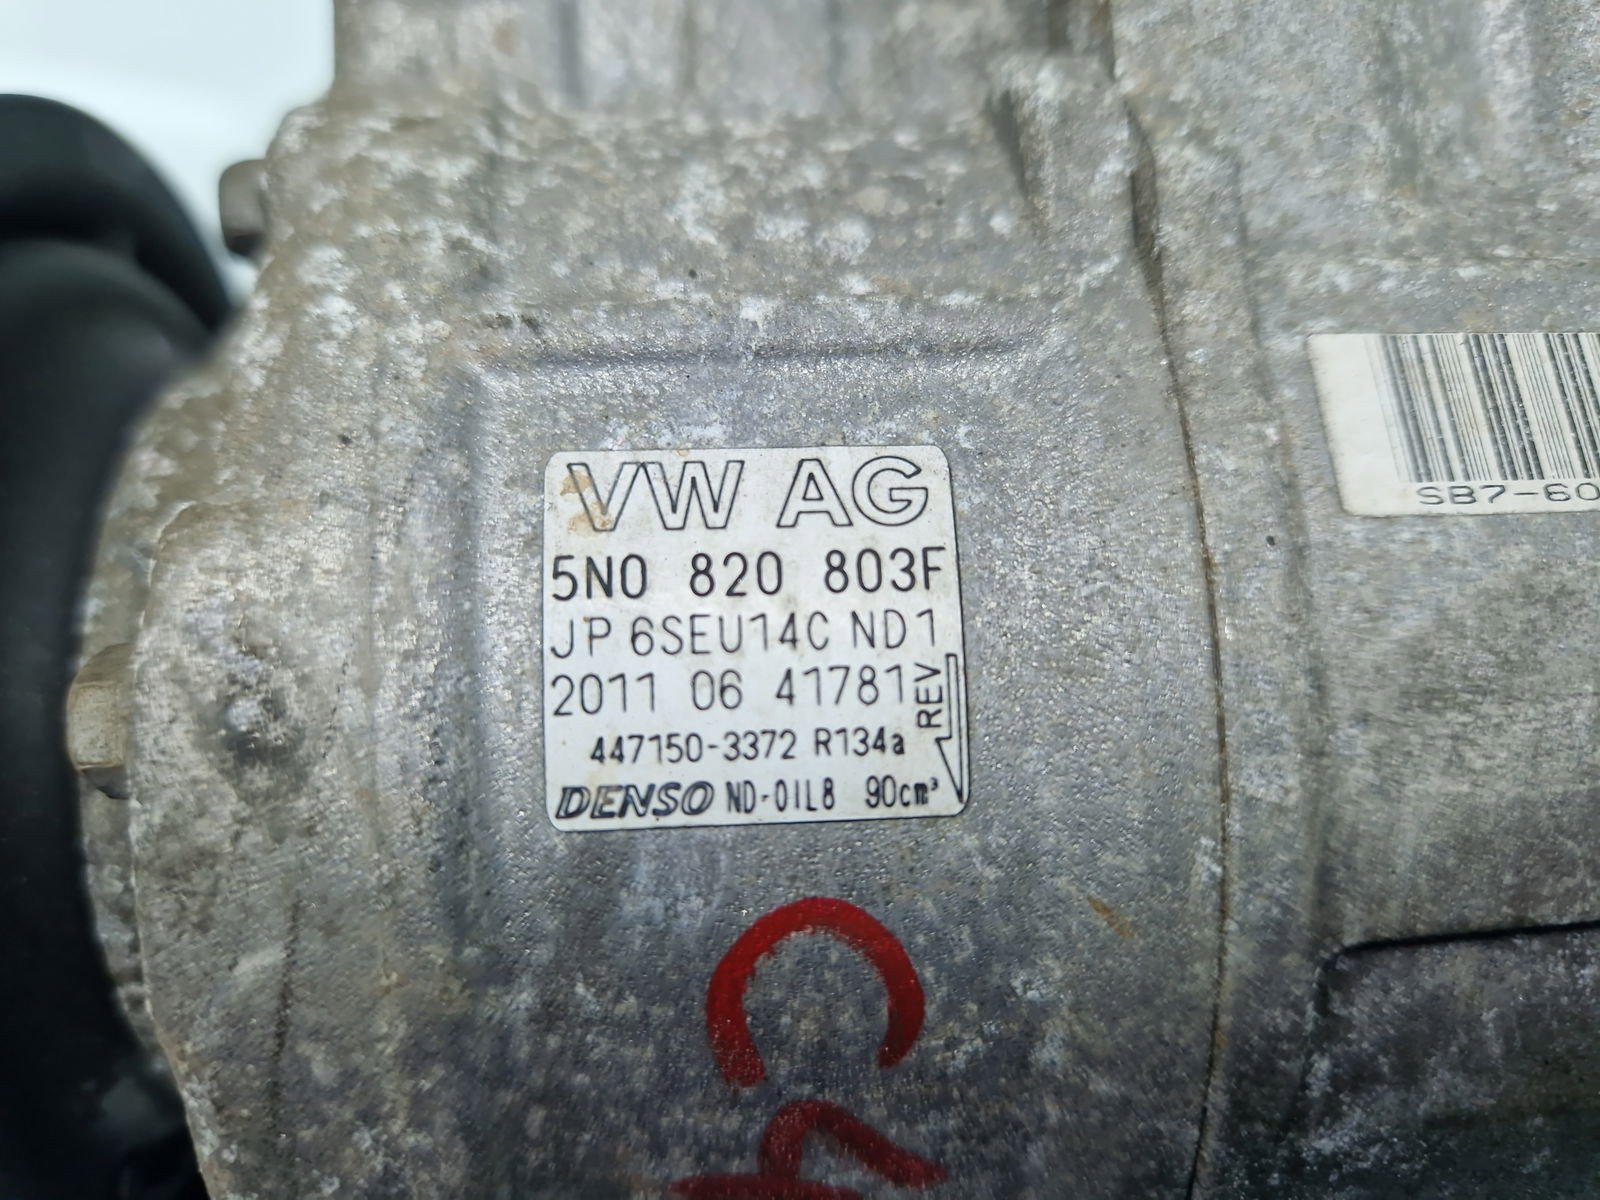 VW AG
5N0 820 803F
JP 6SEU14C ND1
2011 06 41781
REV
447150-3372 R134a
DENSO ND-OIL8 90cm³
SB7-60
C4